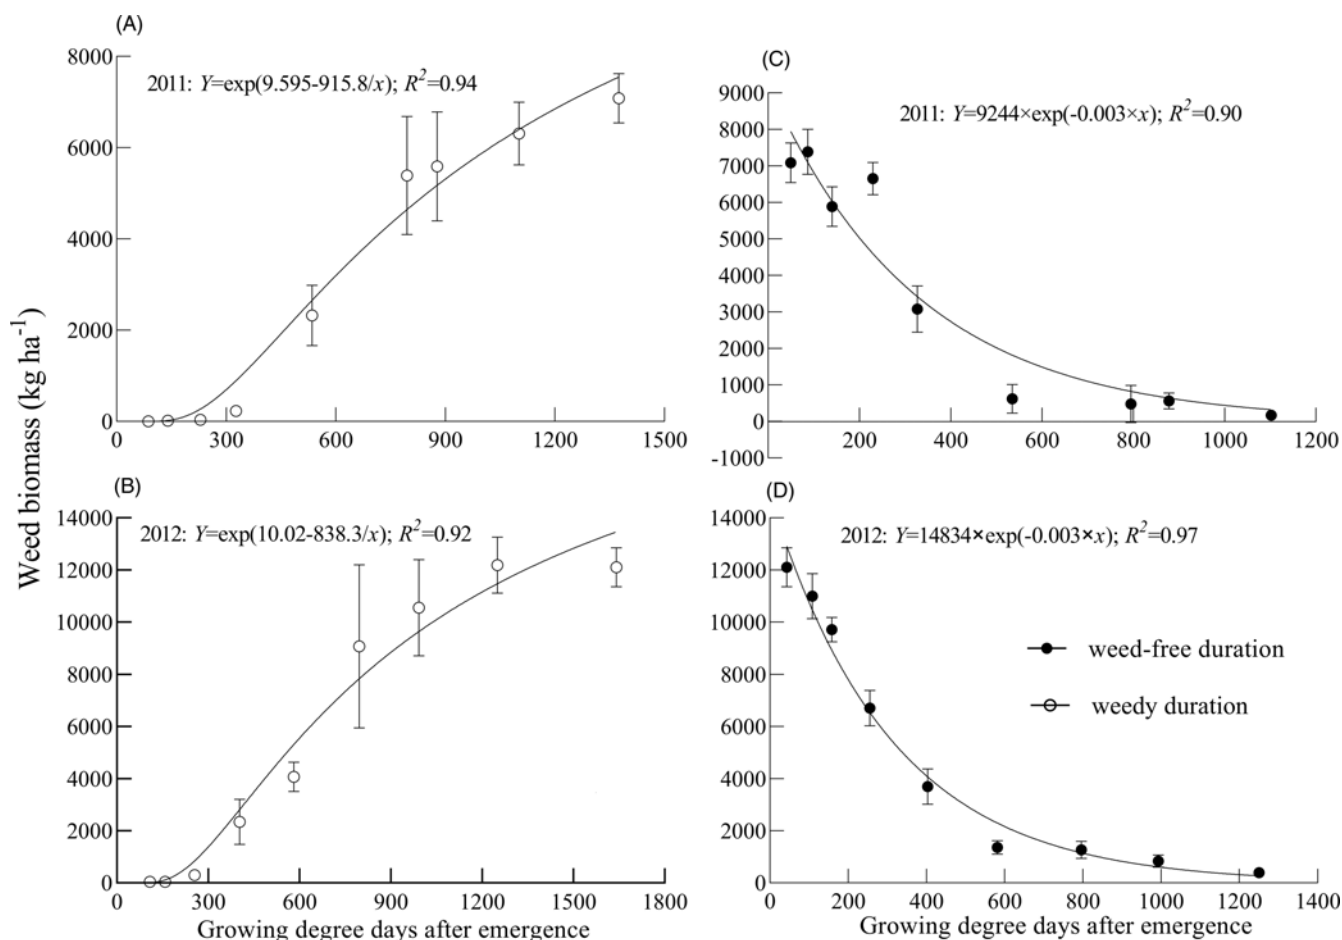 (A)
2011: Y=exp(9.595-915.8/x); R²=0.94
8000
6000
4000
2000
0
0 300 600 900 1200 1500
(C)
2011: Y=9244×exp(-0.003×x); R²=0.90
9000
8000
7000
6000
5000
4000
3000
2000
1000
0
-1000
200 400 600 800 1000 1200
Weed biomass (kg ha⁻¹)
(B)
2012: Y=exp(10.02-838.3/x); R²=0.92
14000
12000
10000
8000
6000
4000
2000
0
0 300 600 900 1200 1500 1800
Growing degree days after emergence
(D)
2012: Y=14834×exp(-0.003×x); R²=0.97
14000
12000
10000
8000
6000
4000
2000
0
weed-free duration
weedy duration
0 200 400 600 800 1000 1200 1400
Growing degree days after emergence